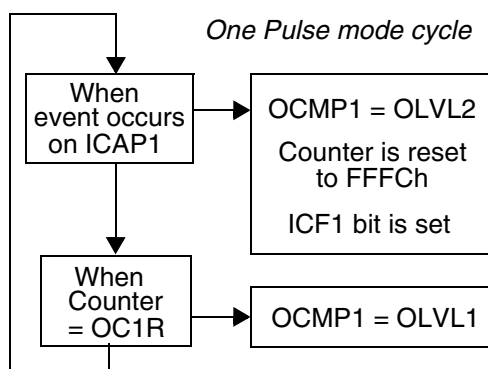 One Pulse mode cycle
When
event occurs
on ICAP1
OCMP1 = OLVL2
Counter is reset
to FFFCh
ICF1 bit is set
When
Counter
= OC1R
OCMP1 = OLVL1